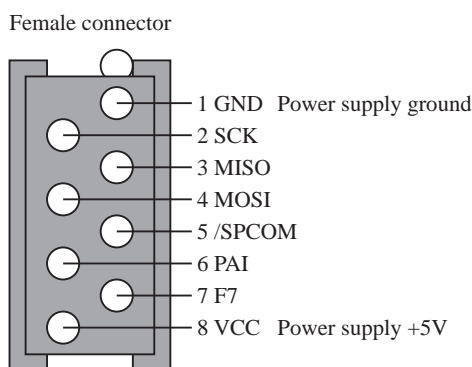 Female connector
1 GND Power supply ground
2 SCK
3 MISO
4 MOSI
5 /SPCOM
6 PAI
7 F7
8 VCC Power supply +5V